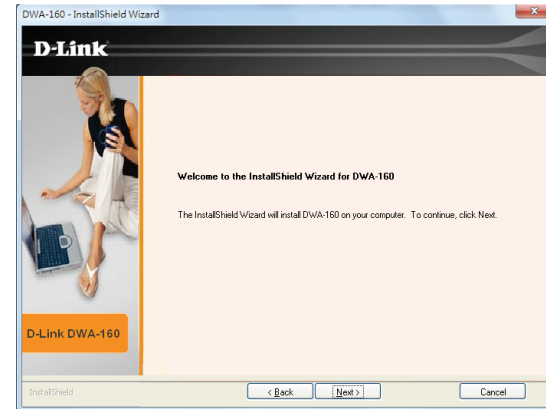 DWA-160 - InstallShield Wizard
D-Link
Welcome to the InstallShield Wizard for DWA-160
The InstallShield Wizard will install DWA-160 on your computer. To continue, click Next.
D-Link DWA-160
InstallShield
< Back
Next >
Cancel